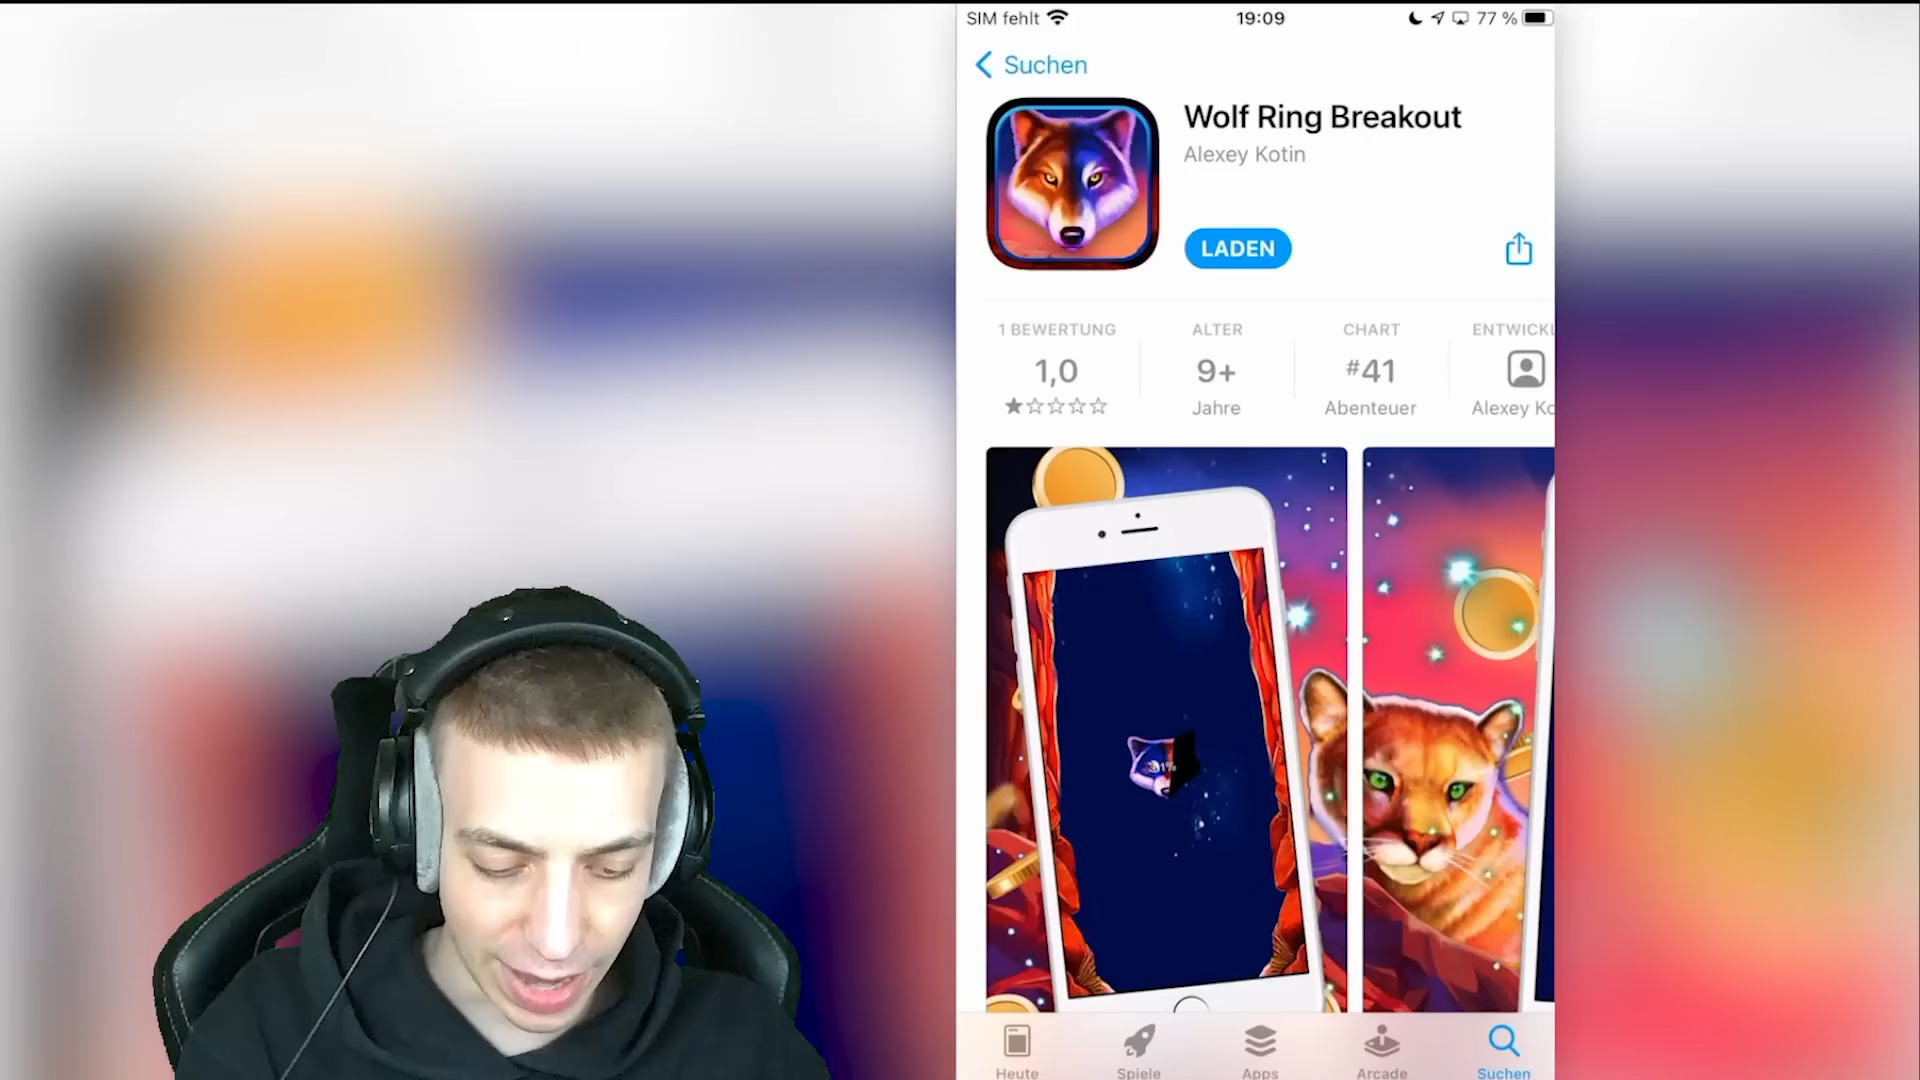 SIM fehlt 19:09 77 %
Suchen
Wolf Ring Breakout
Alexey Kotin
LADEN
1 BEWERTUNG ALTER CHART ENTWICKL
1,0 9+ #41
Jahre Abenteuer Alexey Ko
Heute Spiele Apps Arcade Suchen